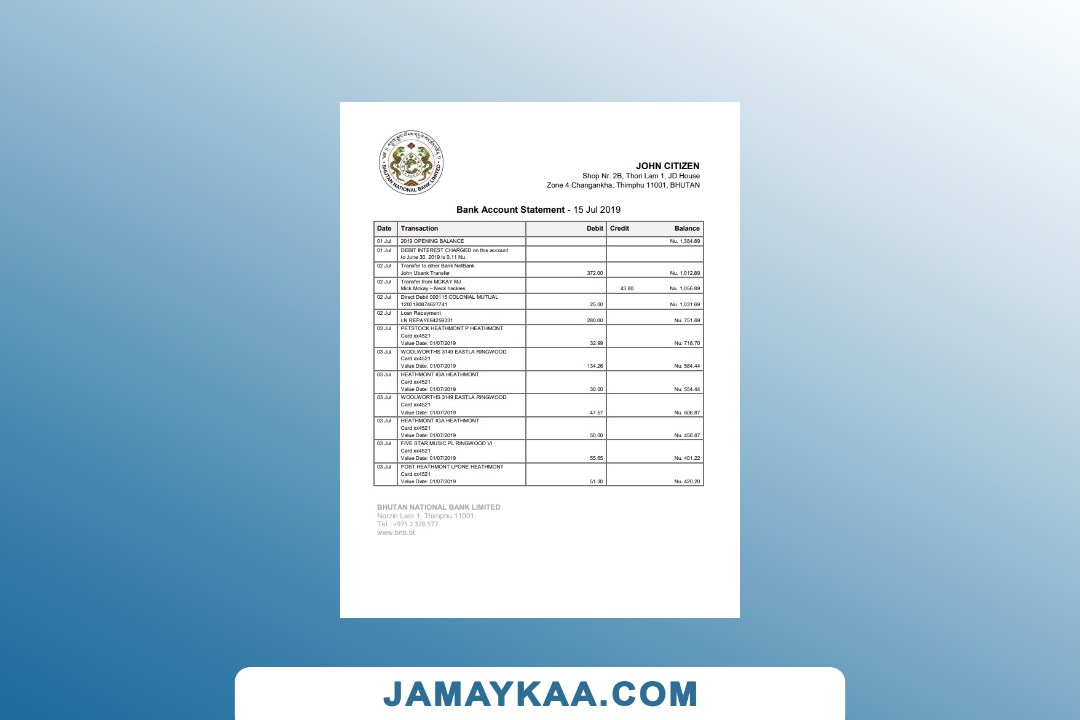 BHUTAN NATIONAL BANK LIMITED
JOHN CITIZEN
Shop Nr. 2B, Thori Lam 1, JD House
Zone 4 Changankha, Thimphu 11001, BHUTAN
Bank Account Statement - 15 Jul 2019
Date Transaction Debit Credit Balance
01 Jul 2019 OPENING BALANCE Nu. 1,384.89
01 Jul DEBIT INTEREST CHARGED on this account
to June 30, 2019 is 0.11 Nu.
02 Jul Transfer to other Bank NetBank
John Ubank Transfer 372.00 Nu. 1,012.89
02 Jul Transfer from MCKAY MJ
Mick Mckay – Neck hackles 43.80 Nu. 1,056.89
02 Jul Direct Debit 000115 COLONIAL MUTUAL
25.00 Nu. 1,031.69
02 Jul Loan Repayment
280.00 Nu. 751.69
03 Jul PETSTOCK HEATHMONT P HEATHMONT
Card xx4521
Value Date: 01/07/2019 32.99 Nu. 718.70
03 Jul WOOLWORTHS 3149 EASTLA RINGWOOD
Card xx4521
Value Date: 01/07/2019 134.26 Nu. 584.44
03 Jul HEATHMONT IGA HEATHMONT
Card xx4521
Value Date: 01/07/2019 30.00 Nu. 554.44
03 Jul WOOLWORTHS 3149 EASTLA RINGWOOD
Card xx4521
Value Date: 01/07/2019 47.57 Nu. 506.87
03 Jul HEATHMONT IGA HEATHMONT
Card xx4521
Value Date: 01/07/2019 50.00 Nu. 456.87
03 Jul FIVE STAR MUSIC PL RINGWOOD VI
Card xx4521
Value Date: 01/07/2019 55.65 Nu. 401.22
03 Jul POST HEATHMONT LPONE HEATHMONT
Card xx4521
Value Date: 01/07/2019 51.30 Nu. 420.20
BHUTAN NATIONAL BANK LIMITED
Norzin Lam 1, Thimphu 11001
Tel.: +975 2 328 577
www.bnb.bt
JAMAYKAA.COM